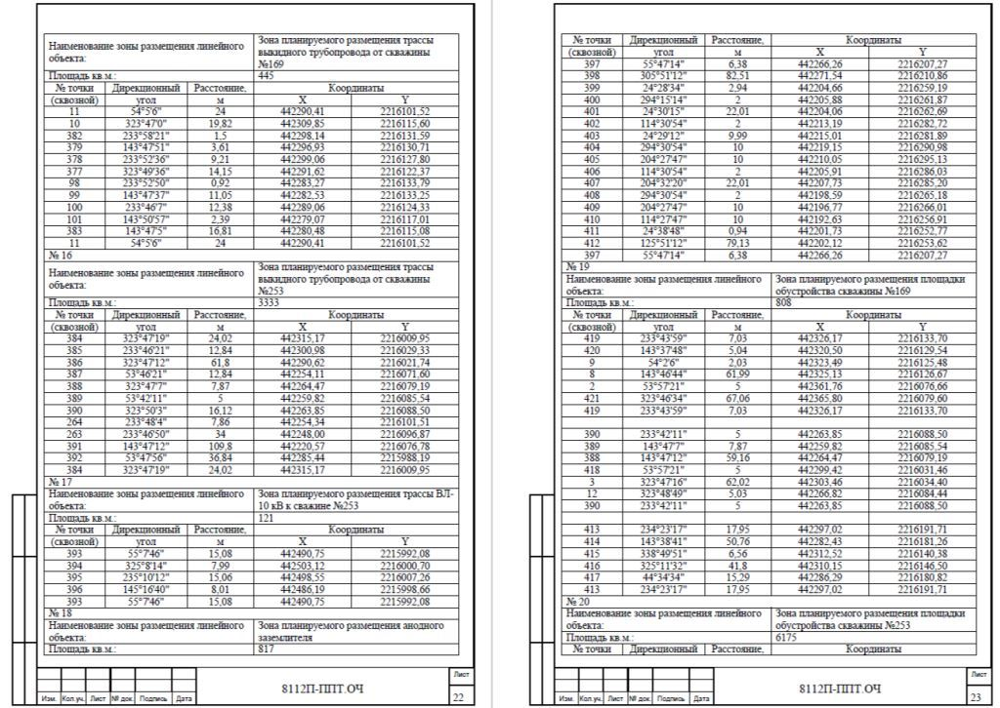 Наименование зоны размещения линейного объекта: Зона планируемого размещения трассы выкидного трубопровода от скважины №169
Площадь кв.м.: 445
№ точки (сквозной) Дирекционный угол Расстояние, м Координаты X Y
11 54°5'6" 24 442290,41 2216101,52
10 323°47'0" 19,82 442309,85 2216115,60
382 233°58'21" 1,5 442298,14 2216131,59
379 143°47'51" 3,61 442296,93 2216130,71
378 233°52'36" 9,21 442299,06 2216127,80
377 323°49'36" 14,15 442291,62 2216122,37
98 233°52'50" 0,92 442283,27 2216133,79
99 143°47'37" 11,05 442282,53 2216133,25
100 233°46'7" 12,38 442289,06 2216124,33
101 143°50'57" 2,39 442279,07 2216117,01
383 143°47'5" 16,81 442280,48 2216115,08
11 54°5'6" 24 442290,41 2216101,52
№ 16
Наименование зоны размещения линейного объекта: Зона планируемого размещения трассы выкидного трубопровода от скважины №253
Площадь кв.м.: 3333
№ точки (сквозной) Дирекционный угол Расстояние, м Координаты X Y
384 323°47'19" 24,02 442315,17 2216009,95
385 233°46'21" 12,84 442300,98 2216029,33
386 323°47'12" 61,8 442290,62 2216021,74
387 53°46'21" 12,84 442254,11 2216071,60
388 323°47'7" 7,87 442264,47 2216079,19
389 53°42'11" 5 442259,82 2216085,54
390 323°50'3" 16,12 442263,85 2216088,50
264 233°48'4" 7,86 442254,34 2216101,51
263 233°46'50" 34 442248,00 2216096,87
391 143°47'12" 109,8 442220,57 2216076,78
392 53°47'56" 36,84 442285,44 2215988,19
384 323°47'19" 24,02 442315,17 2216009,95
№ 17
Наименование зоны размещения линейного объекта: Зона планируемого размещения трассы ВЛ-10 кВ к сважине №253
Площадь кв.м.: 121
№ точки (сквозной) Дирекционный угол Расстояние, м Координаты X Y
393 55°7'46" 15,08 442490,75 2215992,08
394 325°8'14" 7,99 442503,12 2216000,70
395 235°10'12" 15,06 442498,55 2216007,26
396 145°16'40" 8,01 442486,19 2215998,66
393 55°7'46" 15,08 442490,75 2215992,08
№ 18
Наименование зоны размещения линейного объекта: Зона планируемого размещения анодного заземлителя
Площадь кв.м.: 817
Изм. Кол.уч. Лист № док. Подпись Дата
8112П-ППТ.ОЧ
Лист
22
№ точки (сквозной) Дирекционный угол Расстояние, м Координаты X Y
397 55°47'14" 6,38 442266,26 2216207,27
398 305°51'12" 82,51 442271,54 2216210,86
399 24°28'34" 2,94 442204,66 2216259,19
400 294°15'14" 2 442205,88 2216261,87
401 24°30'15" 22,01 442204,06 2216262,69
402 114°30'54" 2 442213,19 2216282,72
403 24°29'12" 9,99 442215,01 2216281,89
404 294°30'54" 10 442219,15 2216290,98
405 204°27'47" 10 442210,05 2216295,13
406 114°30'54" 2 442205,91 2216286,03
407 204°32'20" 22,01 442207,73 2216285,20
408 294°30'54" 2 442198,59 2216265,18
409 204°27'47" 10 442196,77 2216266,01
410 114°27'47" 10 442192,63 2216256,91
411 24°38'48" 0,94 442201,73 2216252,77
412 125°51'12" 79,13 442202,12 2216253,62
397 55°47'14" 6,38 442266,26 2216207,27
№ 19
Наименование зоны размещения линейного объекта: Зона планируемого размещения площадки обустройства скважины №169
Площадь кв.м.: 808
№ точки (сквозной) Дирекционный угол Расстояние, м Координаты X Y
419 233°43'59" 7,03 442326,17 2216133,70
420 143°37'48" 5,04 442320,50 2216129,54
9 54°2'6" 2,03 442323,49 2216125,48
8 143°46'44" 61,99 442325,13 2216126,67
2 53°57'21" 5 442361,76 2216076,66
421 323°46'34" 67,06 442365,80 2216079,60
419 233°43'59" 7,03 442326,17 2216133,70
390 233°42'11" 5 442263,85 2216088,50
389 143°47'7" 7,87 442259,82 2216085,54
388 143°47'12" 59,16 442264,47 2216079,19
418 53°57'21" 5 442299,42 2216031,46
3 323°47'16" 62,02 442303,46 2216034,40
12 323°48'49" 5,03 442266,82 2216084,44
390 233°42'11" 5 442263,85 2216088,50
413 234°23'17" 17,95 442297,02 2216191,71
414 143°38'41" 50,76 442282,43 2216181,26
415 338°49'51" 6,56 442312,52 2216140,38
416 325°11'32" 41,8 442310,15 2216146,50
417 44°34'34" 15,29 442286,29 2216180,82
413 234°23'17" 17,95 442297,02 2216191,71
№ 20
Наименование зоны размещения линейного объекта: Зона планируемого размещения площадки обустройства скважины №253
Площадь кв.м.: 6175
№ точки Дирекционный Расстояние, Координаты
Изм. Кол.уч. Лист № док. Подпись Дата
8112П-ППТ.ОЧ
Лист
23